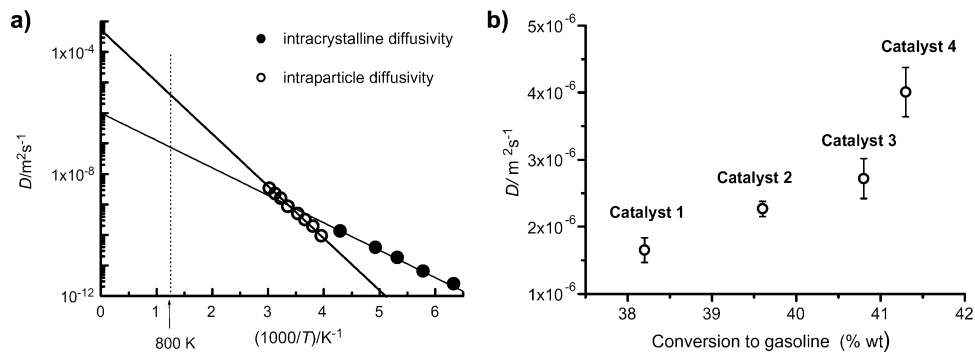 a)
intracrystalline diffusivity
intraparticle diffusivity
D/m²s⁻¹
1x10⁻⁴
1x10⁻⁸
10⁻¹²
0 1 2 3 4 5 6
800 K
(1000/T)/K⁻¹
b)
D/ m²s⁻¹
5x10⁻⁶
4x10⁻⁶
3x10⁻⁶
2x10⁻⁶
1x10⁻⁶
Catalyst 4
Catalyst 3
Catalyst 2
Catalyst 1
38 39 40 41 42
Conversion to gasoline (% wt)